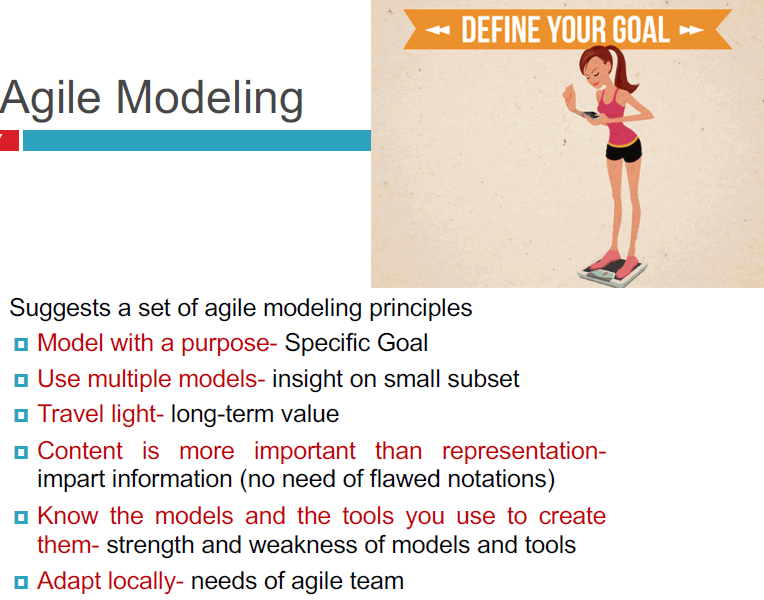 DEFINE YOUR GOAL
Agile Modeling
Suggests a set of agile modeling principles
Model with a purpose- Specific Goal
Use multiple models- insight on small subset
Travel light- long-term value
Content is more important than representation-
impart information (no need of flawed notations)
Know the models and the tools you use to create
them- strength and weakness of models and tools
Adapt locally- needs of agile team